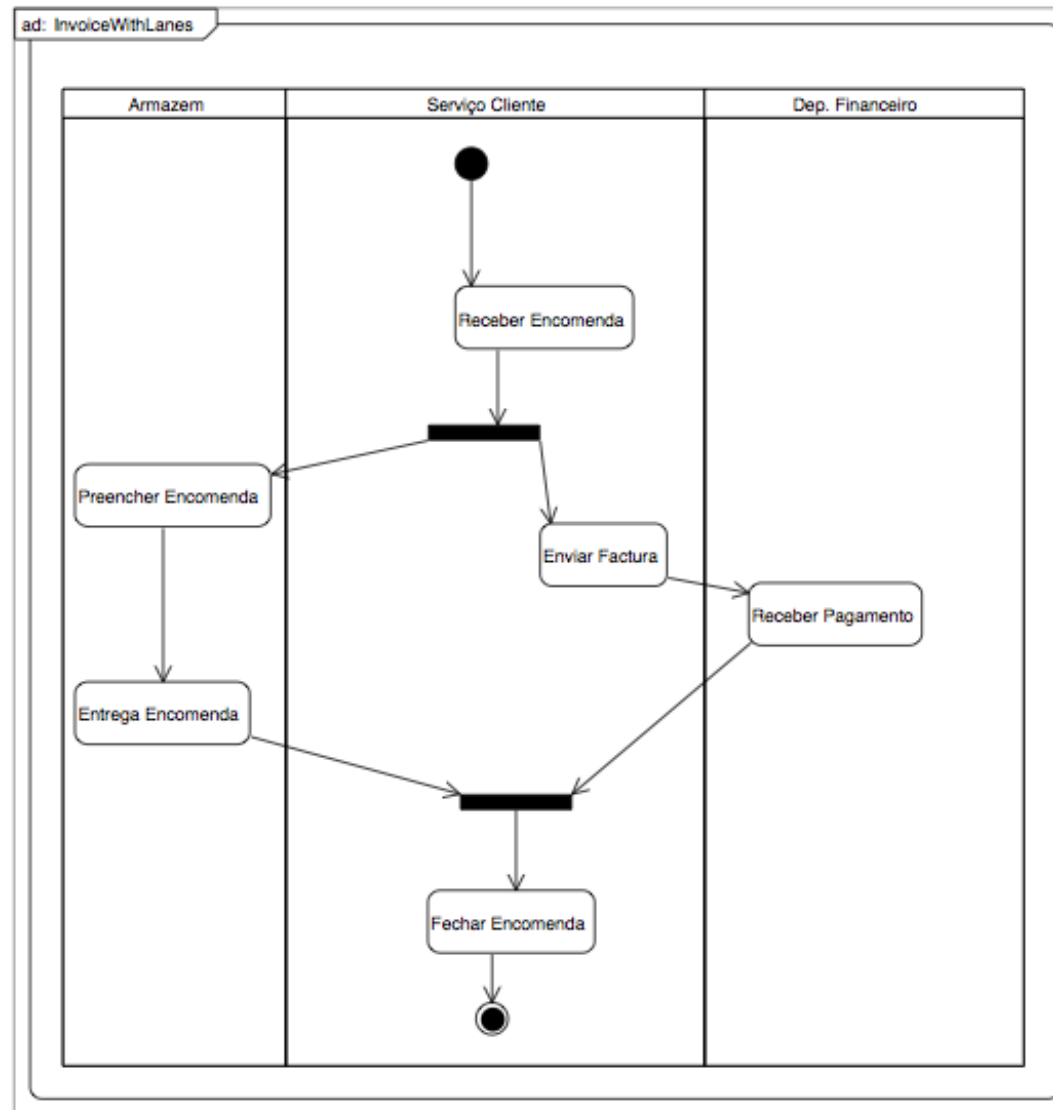 ad: InvoiceWithLanes
Armazem
Serviço Cliente
Dep. Financeiro
Receber Encomenda
Preencher Encomenda
Enviar Factura
Receber Pagamento
Entrega Encomenda
Fechar Encomenda